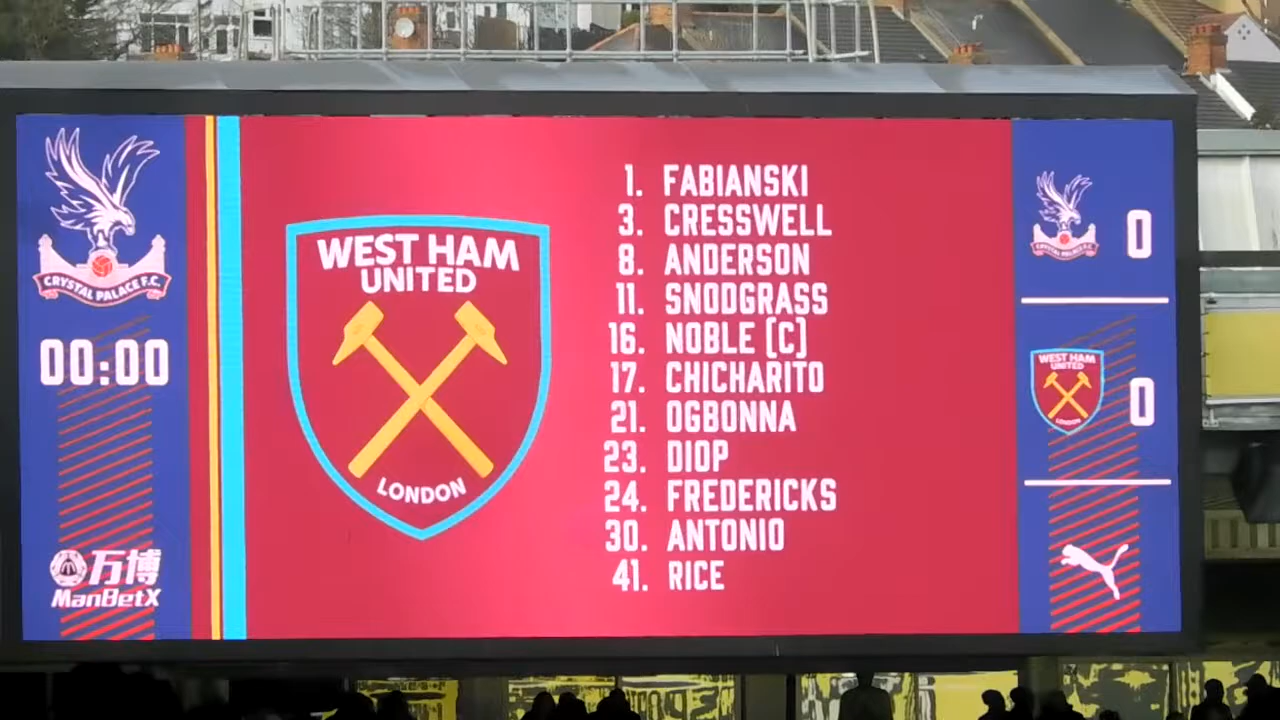 CRYSTAL PALACE F.C.
00:00
万博
ManBetX
WEST HAM
UNITED
LONDON
1. FABIANSKI
3. CRESSWELL
8. ANDERSON
11. SNODGRASS
16. NOBLE (C)
17. CHICHARITO
21. OGBONNA
23. DIOP
24. FREDERICKS
30. ANTONIO
41. RICE
CRYSTAL PALACE F.C.
0
WEST HAM
UNITED
LONDON
0